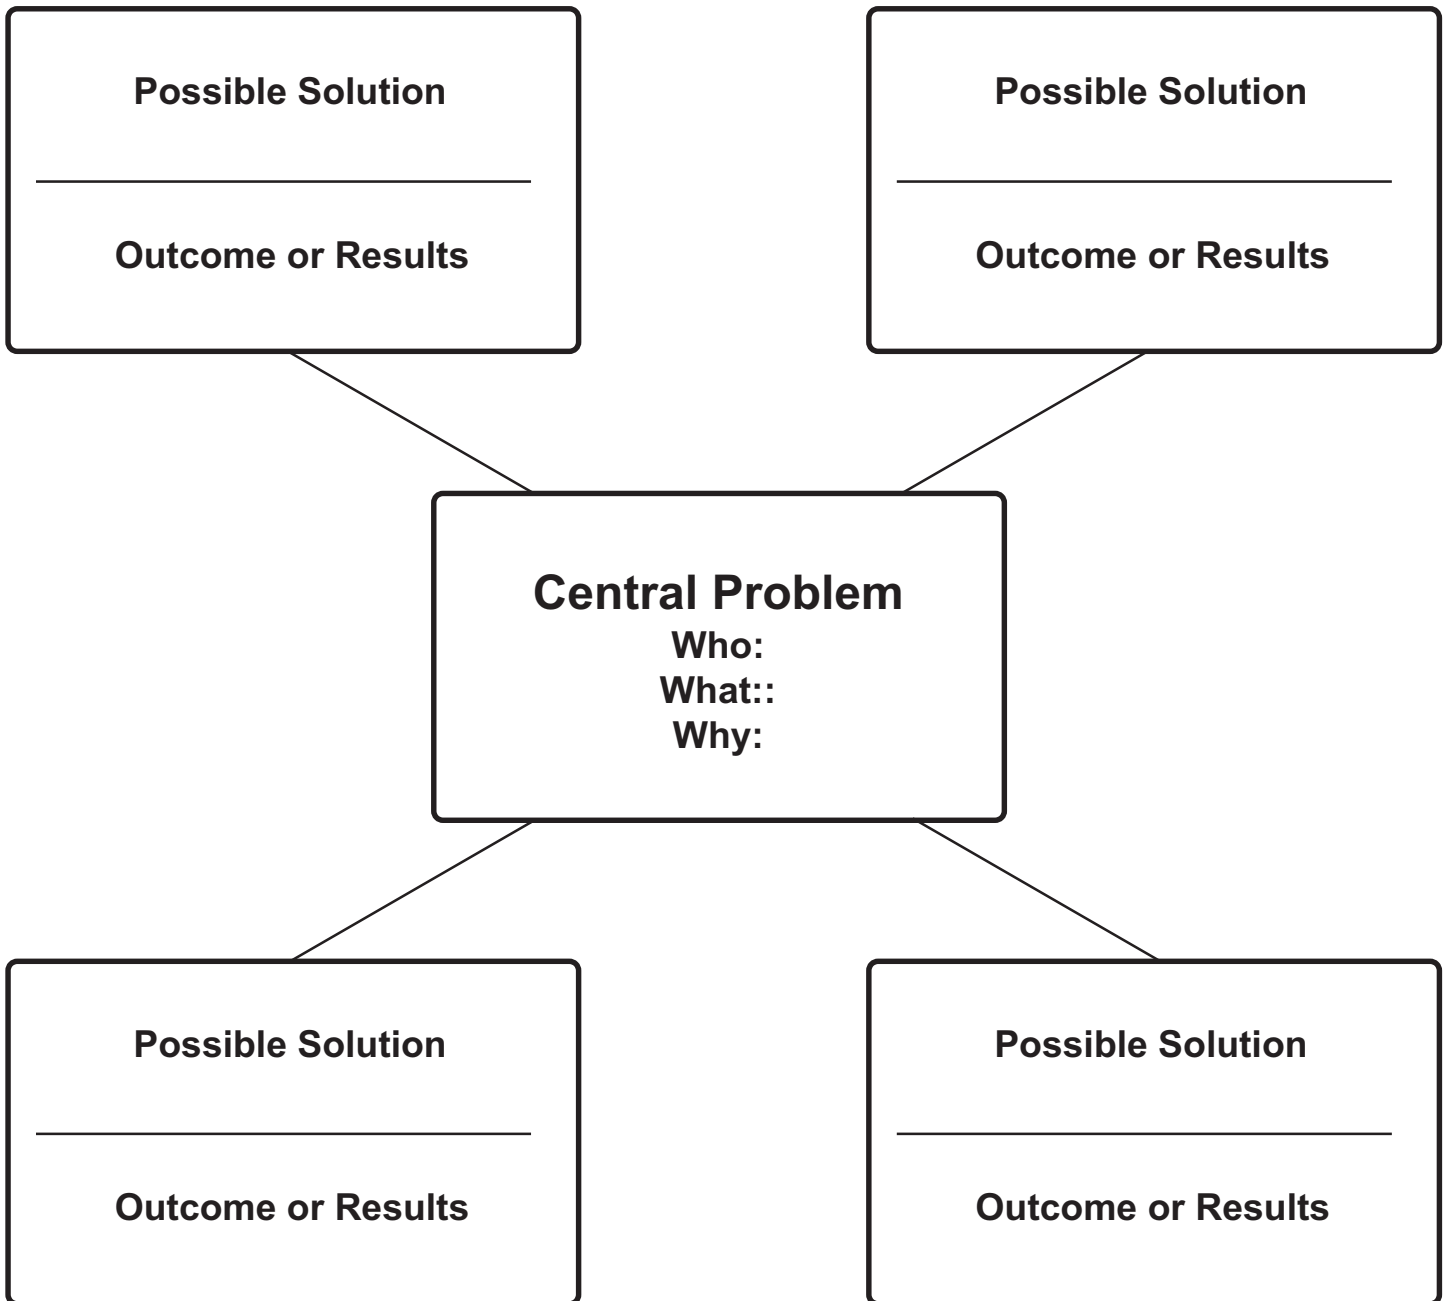 Possible Solution
Outcome or Results
Possible Solution
Outcome or Results
Central Problem
Who:
What::
Why:
Possible Solution
Outcome or Results
Possible Solution
Outcome or Results